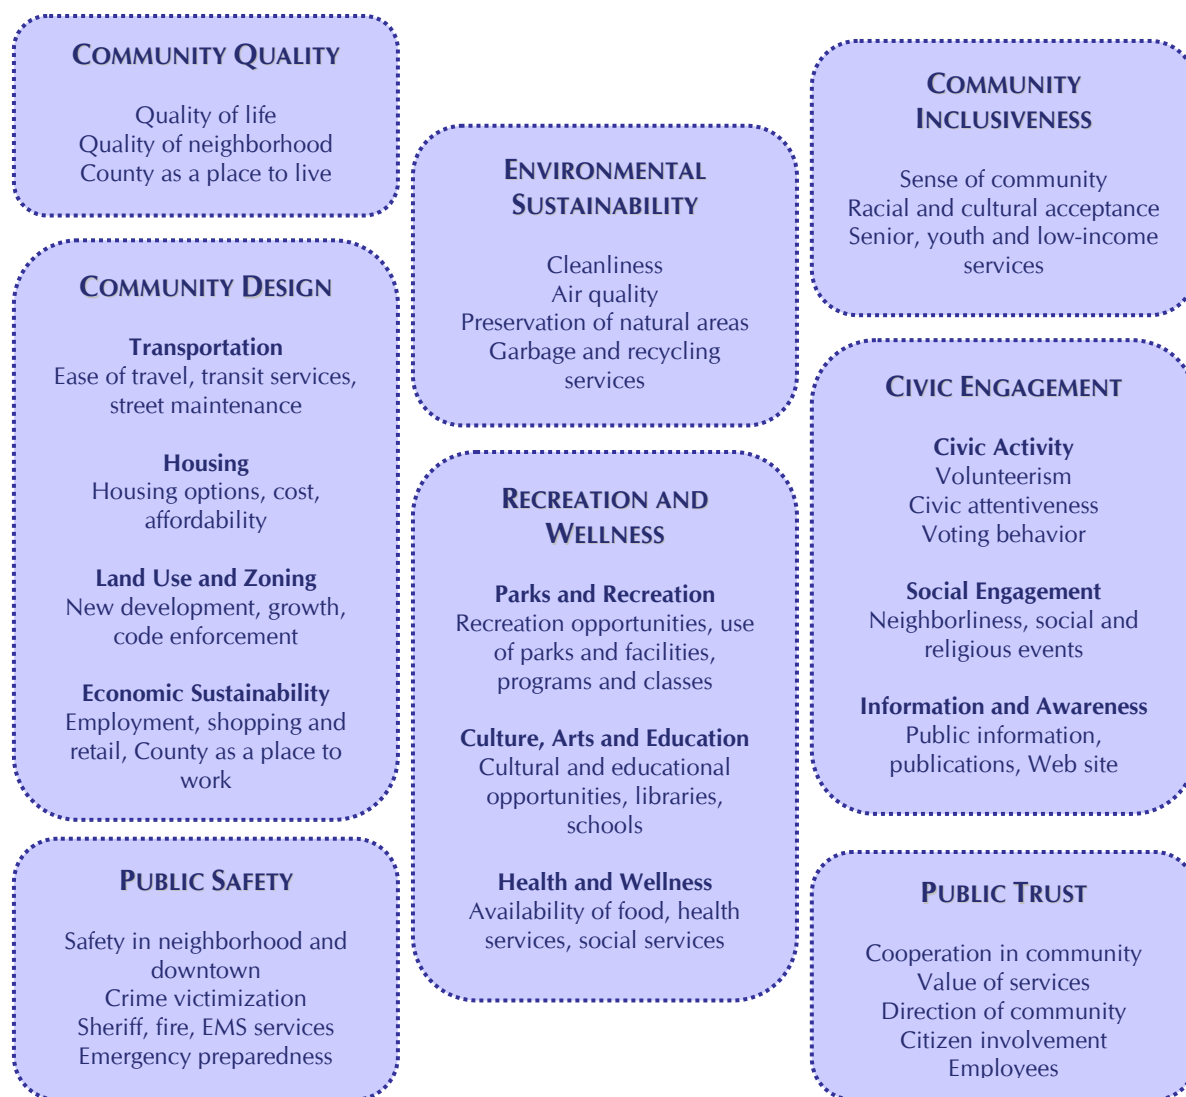 COMMUNITY QUALITY
Quality of life
Quality of neighborhood
County as a place to live
COMMUNITY DESIGN
Transportation
Ease of travel, transit services,
street maintenance
Housing
Housing options, cost,
affordability
Land Use and Zoning
New development, growth,
code enforcement
Economic Sustainability
Employment, shopping and
retail, County as a place to
work
PUBLIC SAFETY
Safety in neighborhood and
downtown
Crime victimization
Sheriff, fire, EMS services
Emergency preparedness
ENVIRONMENTAL
SUSTAINABILITY
Cleanliness
Air quality
Preservation of natural areas
Garbage and recycling
services
RECREATION AND
WELLNESS
Parks and Recreation
Recreation opportunities, use
of parks and facilities,
programs and classes
Culture, Arts and Education
Cultural and educational
opportunities, libraries,
schools
Health and Wellness
Availability of food, health
services, social services
COMMUNITY
INCLUSIVENESS
Sense of community
Racial and cultural acceptance
Senior, youth and low-income
services
CIVIC ENGAGEMENT
Civic Activity
Volunteerism
Civic attentiveness
Voting behavior
Social Engagement
Neighborliness, social and
religious events
Information and Awareness
Public information,
publications, Web site
PUBLIC TRUST
Cooperation in community
Value of services
Direction of community
Citizen involvement
Employees